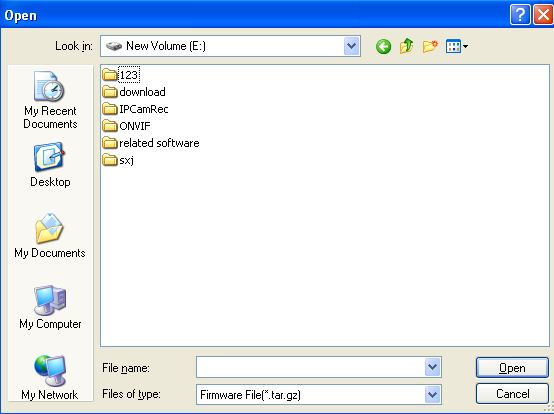 Open
Look in: New Volume (E:)
My Recent
Documents
Desktop
My Documents
My Computer
My Network
123
download
IPCamRec
ONVIF
related software
sxj
File name: Open
Files of type: Firmware File(*.tar.gz) Cancel